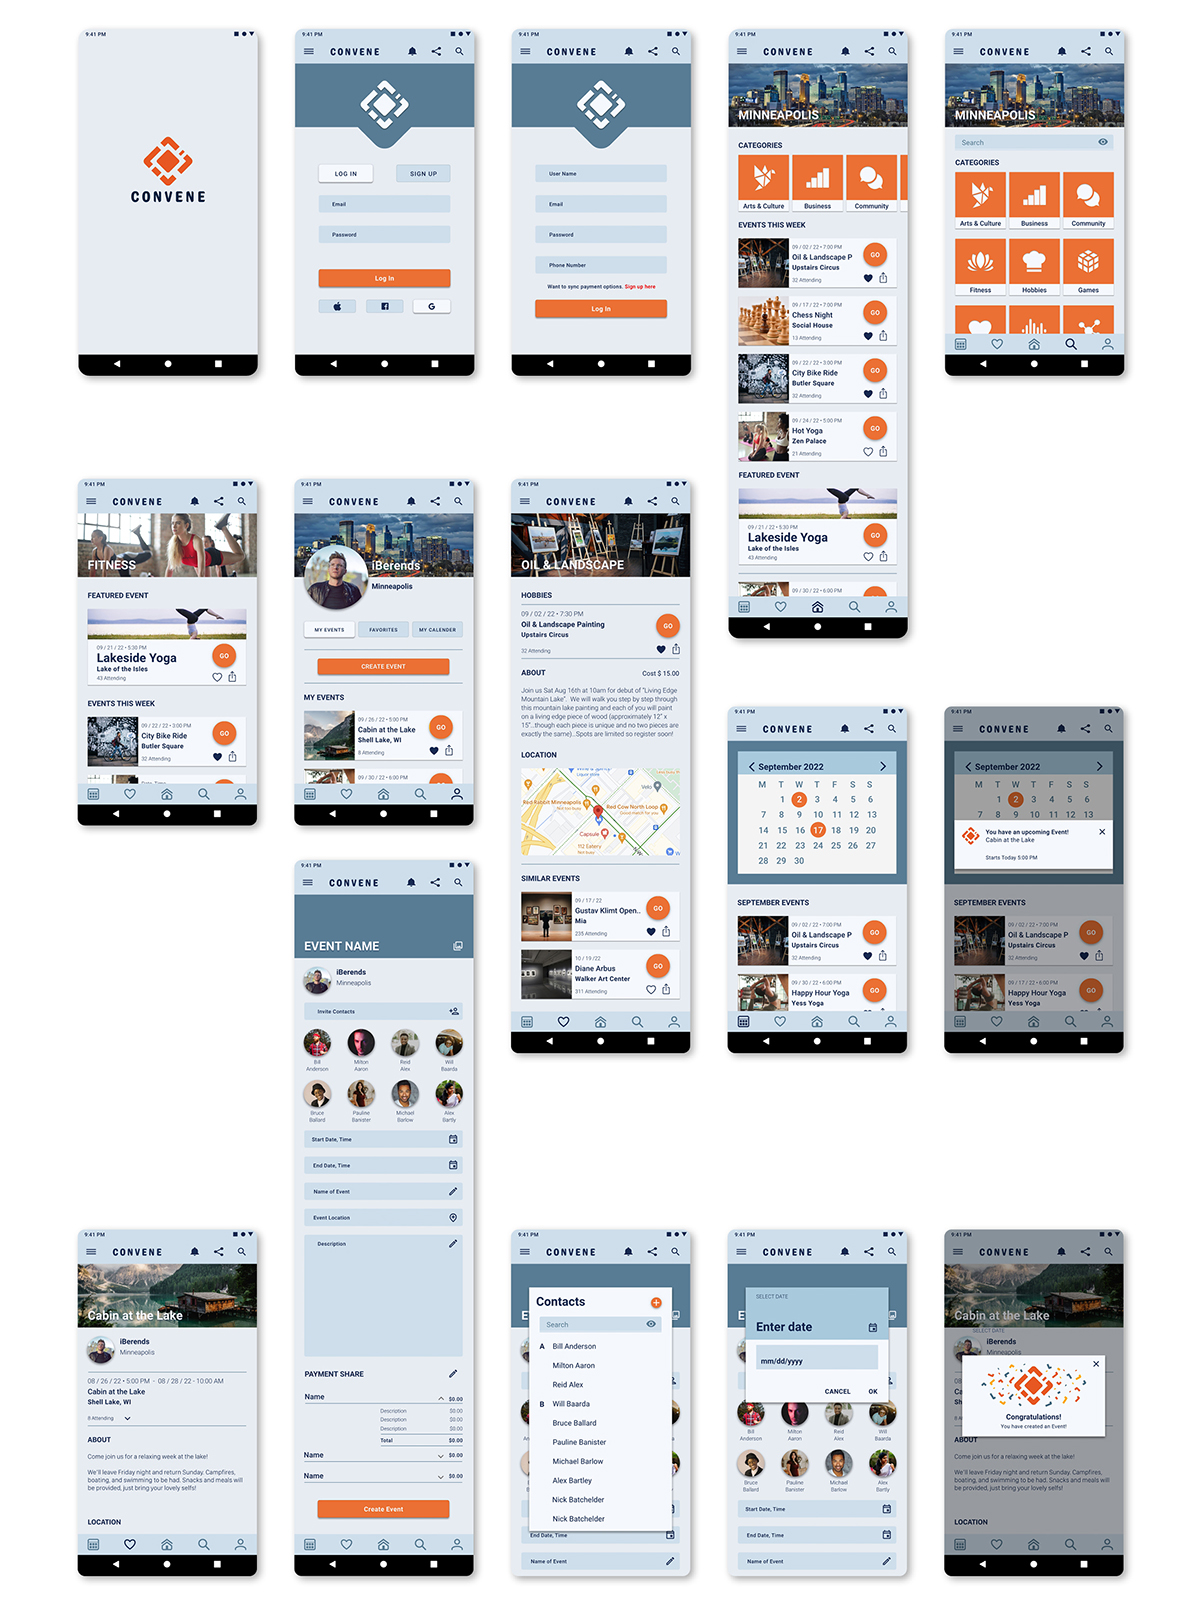 9:41 PM
CONVENE
9:41 PM
CONVENE
LOG IN
SIGN UP
Email
Password
Log In
G
9:41 PM
CONVENE
User Name
Email
Password
Phone Number
Want to sync payment options. Sign up here
Log In
9:41 PM
CONVENE
MINNEAPOLIS
CATEGORIES
Arts & Culture
Business
Community
EVENTS THIS WEEK
09 / 02 / 22 • 7:00 PM
Oil & Landscape P
Upstairs Circus
32 Attending
GO
09 / 17 / 22 • 7:00 PM
Chess Night
Social House
13 Attending
GO
09 / 22 / 22 • 3:00 PM
City Bike Ride
Butler Square
32 Attending
GO
09 / 24 / 22 • 5:00 PM
Hot Yoga
Zen Palace
21 Attending
GO
FEATURED EVENT
09 / 21 / 22 • 5:30 PM
Lakeside Yoga
Lake of the Isles
43 Attending
GO
09 / 30 / 22 • 6:00 PM
9:41 PM
CONVENE
MINNEAPOLIS
Search
CATEGORIES
Arts & Culture
Business
Community
Fitness
Hobbies
Games
9:41 PM
CONVENE
FITNESS
FEATURED EVENT
09 / 21 / 22 • 5:30 PM
Lakeside Yoga
Lake of the Isles
43 Attending
GO
EVENTS THIS WEEK
09 / 22 / 22 • 3:00 PM
City Bike Ride
Butler Square
32 Attending
GO
9:41 PM
CONVENE
iBerends
Minneapolis
MY EVENTS
FAVORITES
MY CALENDER
CREATE EVENT
MY EVENTS
09 / 26 / 22 • 5:00 PM
Cabin at the Lake
Shell Lake, WI
8 Attending
GO
09 / 30 / 22 • 6:00 PM
9:41 PM
CONVENE
OIL & LANDSCAPE
HOBBIES
09 / 02 / 22 • 7:30 PM
Oil & Landscape Painting
Upstairs Circus
32 Attending
GO
ABOUT
Cost $ 15.00
Join us Sat Aug 16th at 10am for debut of "Living Edge
Mountain Lake". We will walk you step by step through
this mountain lake painting and each of you will paint
on a living edge piece of wood (approximately 12" x
15"...though each piece is unique and no two pieces are
exactly the same)...Spots are limited so register soon!
LOCATION
Vello
Red Rabbit Minneapolis
Red Cow North Loop
Capsule
112 Eatery
SIMILAR EVENTS
09 / 17 / 22
Gustav Klimt Open..
Mia
235 Attending
GO
10 / 19 /22
Diane Arbus
Walker Art Center
311 Attending
GO
9:41 PM
CONVENE
September 2022
M T W T F S S
1 2 3 4 5 6
7 8 9 10 11 12 13
14 15 16 17 18 19 20
21 22 23 24 25 26 27
28 29 30
SEPTEMBER EVENTS
09 / 02 / 22 • 7:00 PM
Oil & Landscape P
Upstairs Circus
32 Attending
GO
09 / 17 / 22 • 6:00 PM
Happy Hour Yoga
Yess Yoga
GO
9:41 PM
CONVENE
September 2022
M T W T F S S
1 2 3 4 5 6
7 8 9 10 11 12 13
You have an upcoming Event!
Cabin at the Lake
Starts Today 5:00 PM
SEPTEMBER EVENTS
09 / 02 / 22 • 7:00 PM
Oil & Landscape P
Upstairs Circus
32 Attending
GO
09 / 17 / 22 • 6:00 PM
Happy Hour Yoga
Yess Yoga
GO
9:41 PM
CONVENE
EVENT NAME
iBerends
Minneapolis
Invite Contacts
Bill
Anderson
Milton
Aaron
Reid
Alex
Will
Baarda
Bruce
Ballard
Pauline
Banister
Michael
Barlow
Alex
Bartly
Start Date, Time
End Date, Time
Name of Event
Event Location
Description
PAYMENT SHARE
Name
$0.00
Description $0.00
Description $0.00
Description $0.00
Total $0.00
Name
$0.00
Name
$0.00
Create Event
9:41 PM
CONVENE
Cabin at the Lake
iBerends
Minneapolis
08 / 26 / 22 • 5:00 PM - 08 / 28 / 22 - 10:00 AM
Cabin at the Lake
Shell Lake, WI
8 Attending
ABOUT
Come join us for a relaxing week at the lake!
We'll leave Friday night and return Sunday. Campfires,
boating, and swimming to be had. Snacks and meals will
be provided, just bring your lovely selfs!
LOCATION
9:41 PM
CONVENE
Contacts
Search
A Bill Anderson
Milton Aaron
Reid Alex
B Will Baarda
Bruce Ballard
Pauline Banister
Michael Barlow
Alex Bartley
Nick Batchelder
Nick Batchelder
End Date, Time
Name of Event
9:41 PM
CONVENE
E
SELECT DATE
Enter date
mm/dd/yyyy
CANCEL
OK
Bill
Anderson
Milton
Aaron
Reid
Alex
Will
Baarda
Bruce
Ballard
Pauline
Banister
Michael
Barlow
Alex
Bartly
Start Date, Time
End Date, Time
Name of Event
9:41 PM
CONVENE
Cabin at the Lake
SELECT DATE
iBerends
Minneapolis
Congratulations!
You have created an Event!
ABOUT
Come join us for a relaxing week at the lake!
We'll leave Friday night and return Sunday. Campfires,
boating, and swimming to be had. Snacks and meals will
be provided, just bring your lovely selfs!
LOCATION